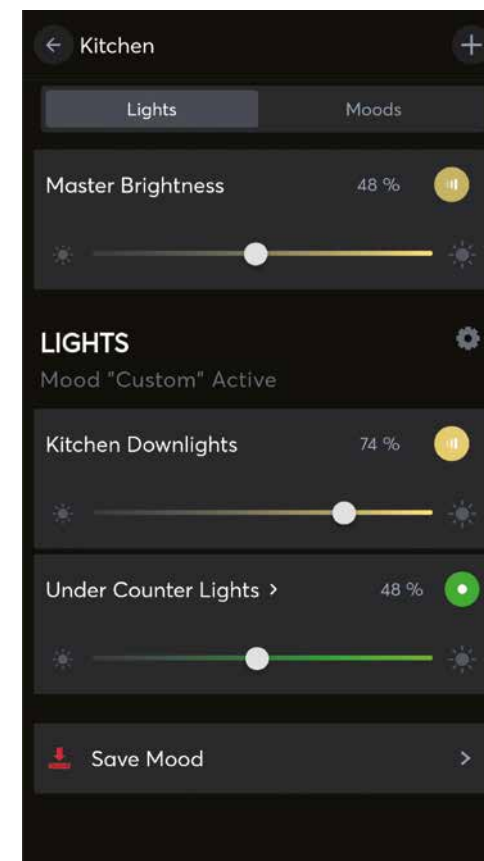 Kitchen
Lights
Moods
Master Brightness
48 %
LIGHTS
Mood "Custom" Active
Kitchen Downlights
74 %
Under Counter Lights >
48 %
Save Mood